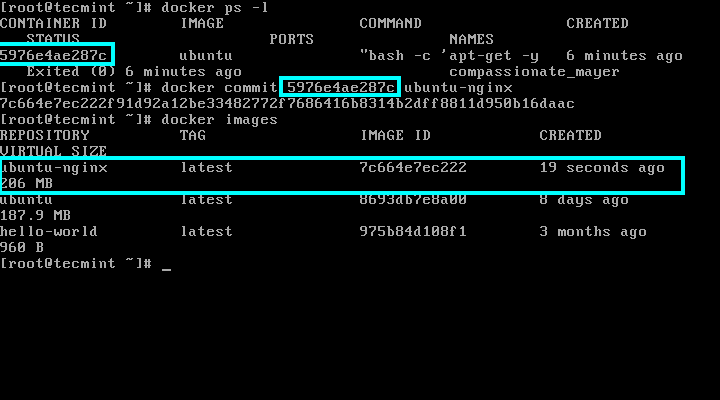 [root@tecmint ~]# docker ps -l
CONTAINER ID        IMAGE               COMMAND                CREATED
   STATUS                     PORTS               NAMES
5976e4ae287c        ubuntu              "bash -c 'apt-get -y   6 minutes ago
   Exited (0) 6 minutes ago                       compassionate_mayer
[root@tecmint ~]# docker commit 5976e4ae287c ubuntu-nginx
7c664e7ec222f91d92a12be33482772f7686416b8314b2dff8811d950b16daac
[root@tecmint ~]# docker images
REPOSITORY          TAG                 IMAGE ID            CREATED
VIRTUAL SIZE
ubuntu-nginx        latest              7c664e7ec222        19 seconds ago
206 MB
ubuntu              latest              8693db7e8a00        8 days ago
187.9 MB
hello-world         latest              975b84d108f1        3 months ago
960 B
[root@tecmint ~]# _